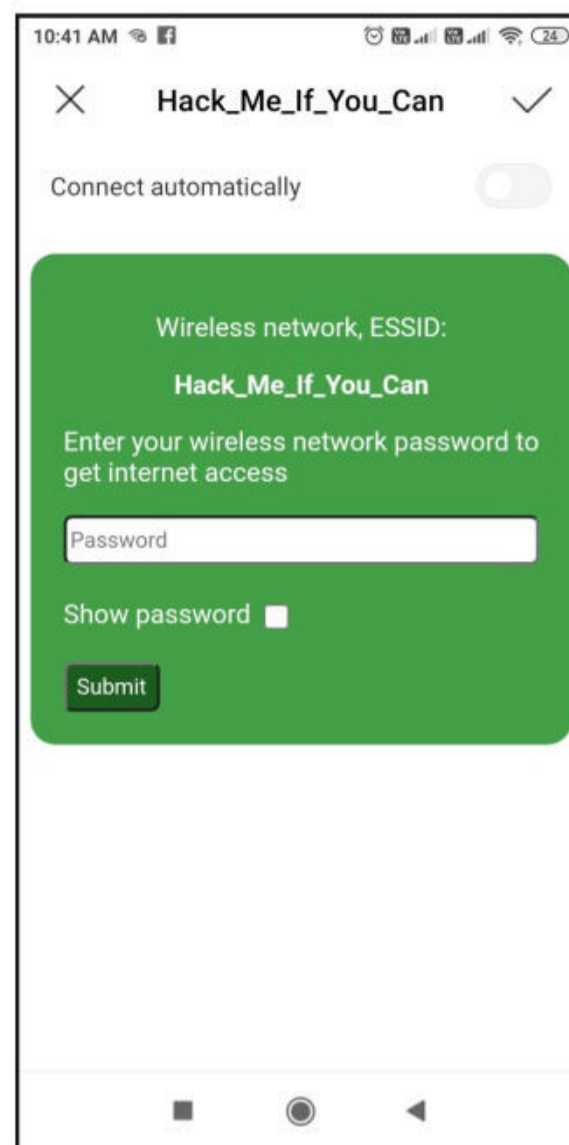 10:41 AM 24
Hack_Me_If_You_Can
Connect automatically
Wireless network, ESSID:
Hack_Me_If_You_Can
Enter your wireless network password to
get internet access
Password
Show password
Submit